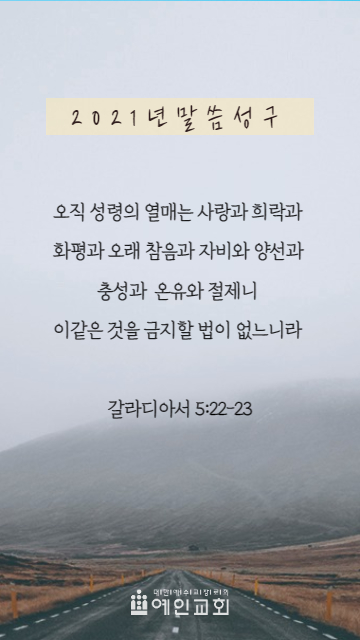 2021년말씀성구
오직 성령의 열매는 사랑과 희락과
화평과 오래 참음과 자비와 양선과
충성과 온유와 절제니
이같은 것을 금지할 법이 없느니라
갈라디아서 5:22-23
예인교회